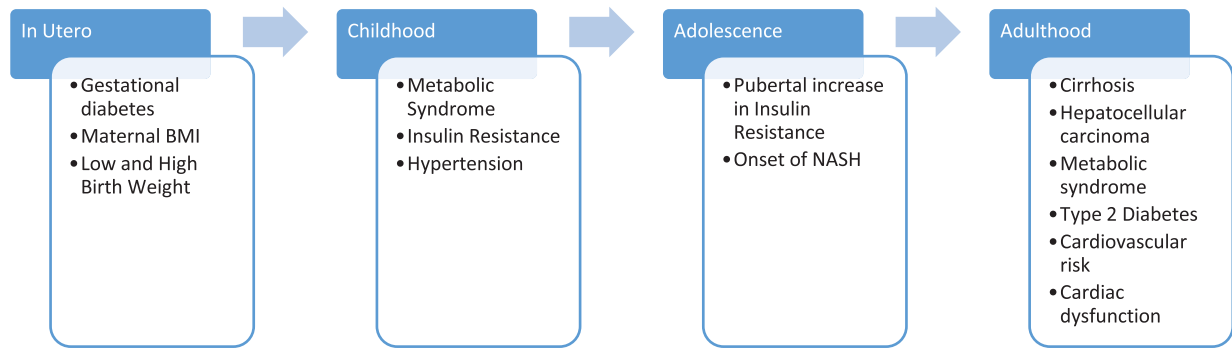 In Utero
• Gestational
diabetes
• Maternal BMI
• Low and High
Birth Weight
Childhood
• Metabolic
Syndrome
• Insulin Resistance
• Hypertension
Adolescence
• Pubertal increase
in Insulin
Resistance
• Onset of NASH
Adulthood
• Cirrhosis
• Hepatocellular
carcinoma
• Metabolic
syndrome
• Type 2 Diabetes
• Cardiovascular
risk
• Cardiac
dysfunction